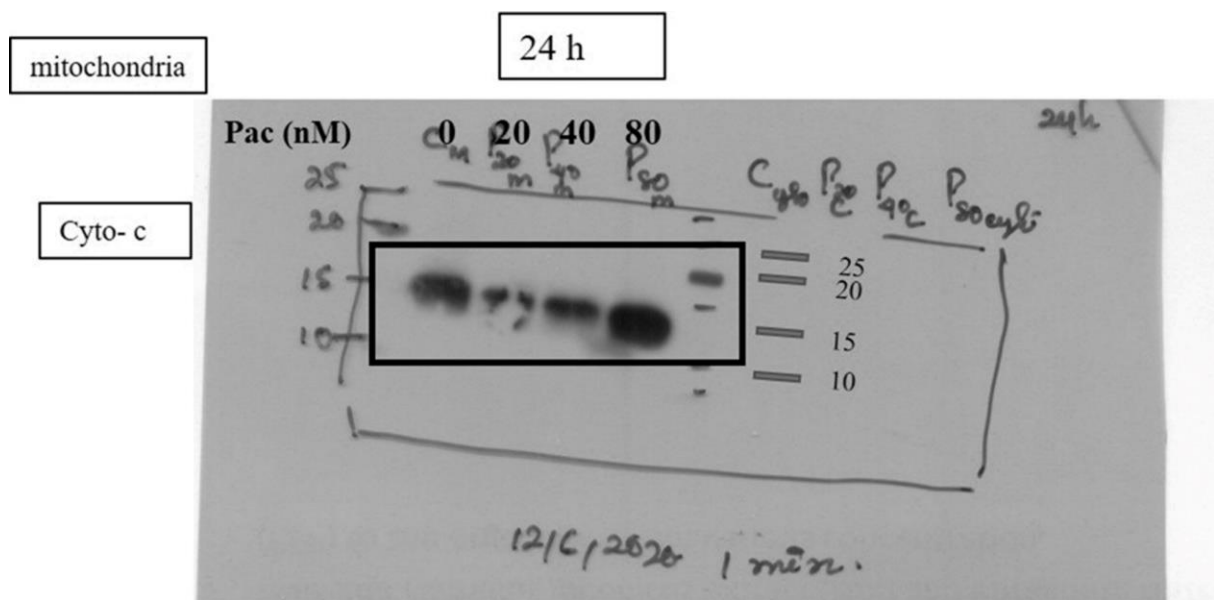 24 h
mitochondria
24h
Pac (nM) 0 20 40 80
CM P20m P40m P80m
Ccyto P20C P40C P80cyto
25
20
15
10
Cyto- c
25
20
15
10
12/6/2020 1 min.